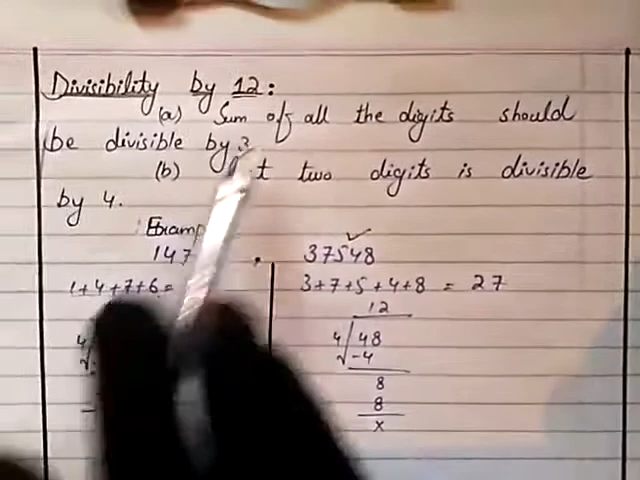 Divisibility by 12:
(a) Sum of all the digits should
be divisible by 3
(b) t two digits is divisible
by 4.
Examp
147 37548
1+4+7+6= 3+7+5+4+8 = 27
12
4 4 48
-4
8
8
x